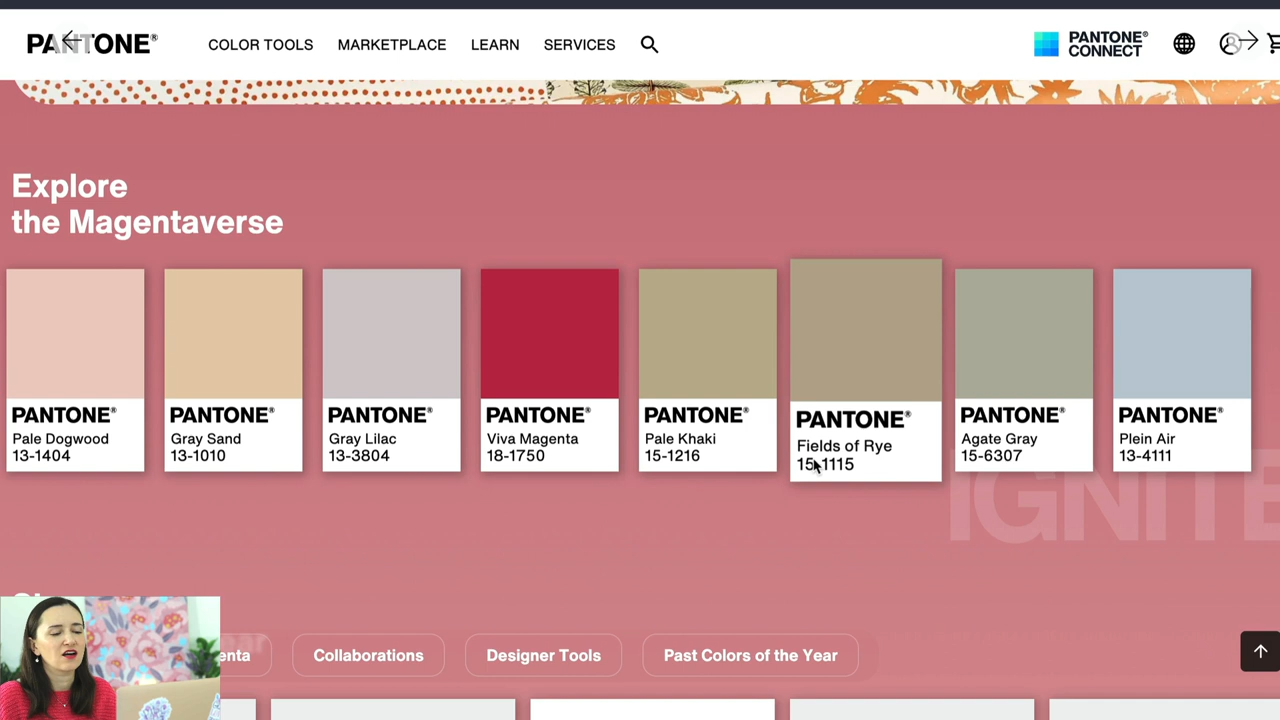 PANTONE®
COLOR TOOLS
MARKETPLACE
LEARN
SERVICES
PANTONE®
CONNECT
Explore
the Magentaverse
PANTONE®
Pale Dogwood
13-1404
PANTONE®
Gray Sand
13-1010
PANTONE®
Gray Lilac
13-3804
PANTONE®
Viva Magenta
18-1750
PANTONE®
Pale Khaki
15-1216
PANTONE®
Fields of Rye
15-1115
PANTONE®
Agate Gray
15-6307
PANTONE®
Plein Air
13-4111
IGNITE
enta
Collaborations
Designer Tools
Past Colors of the Year